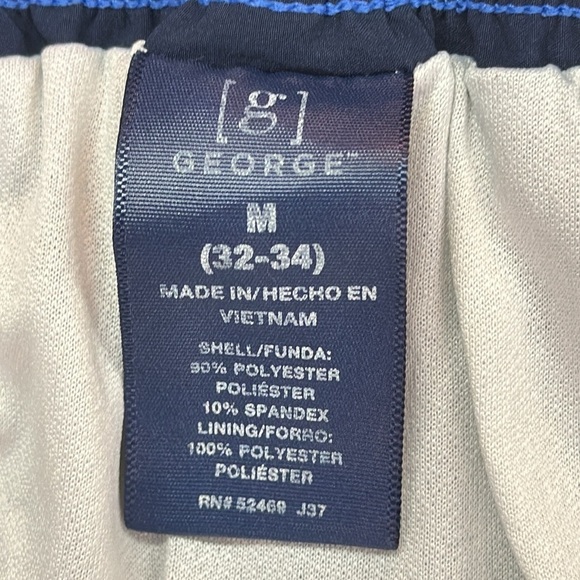 [g]
GEORGE™
M
(32-34)
MADE IN/HECHO EN
VIETNAM
SHELL/FUNDA:
90% POLYESTER
POLIÉSTER
10% SPANDEX
LINING/FORRO:
100% POLYESTER
POLIÉSTER
RN# 52469 J37